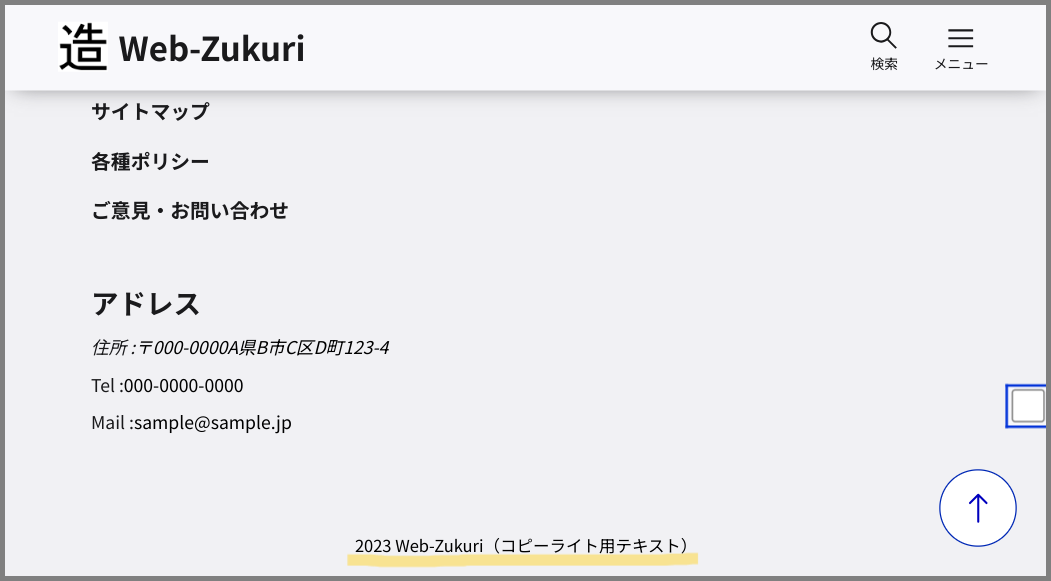 造 Web-Zukuri
検索
メニュー
サイトマップ
各種ポリシー
ご意見・お問い合わせ
アドレス
住所 :〒000-0000A県B市C区D町123-4
Tel :000-0000-0000
Mail :sample@sample.jp
2023 Web-Zukuri（コピーライト用テキスト）